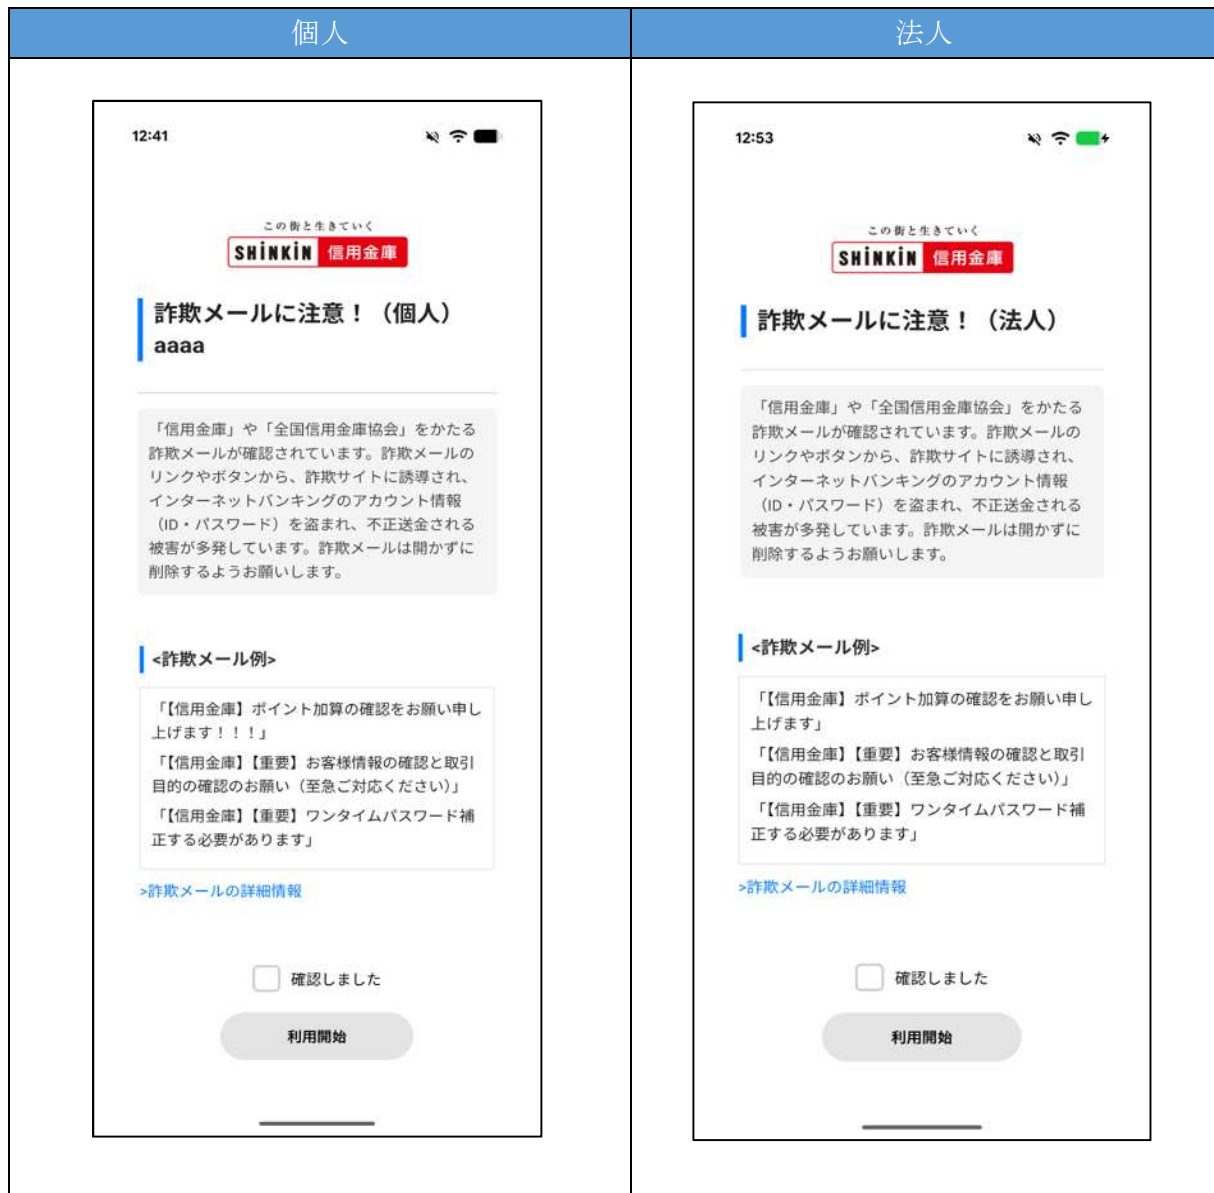 個人
法人
12:41
この街と生きていく
SHiNKiN 信用金庫
詐欺メールに注意！（個人）
aaaa
「信用金庫」や「全国信用金庫協会」をかたる
詐欺メールが確認されています。詐欺メールの
リンクやボタンから、詐欺サイトに誘導され、
インターネットバンキングのアカウント情報
（ID・パスワード）を盗まれ、不正送金される
被害が多発しています。詐欺メールは開かずに
削除するようお願いします。
<詐欺メール例>
「【信用金庫】ポイント加算の確認をお願い申し
上げます！！！」
「【信用金庫】【重要】お客様情報の確認と取引
目的の確認のお願い（至急ご対応ください）」
「【信用金庫】【重要】ワンタイムパスワード補
正する必要があります」
>詐欺メールの詳細情報
確認しました
利用開始
12:53
この街と生きていく
SHiNKiN 信用金庫
詐欺メールに注意！（法人）
「信用金庫」や「全国信用金庫協会」をかたる
詐欺メールが確認されています。詐欺メールの
リンクやボタンから、詐欺サイトに誘導され、
インターネットバンキングのアカウント情報
（ID・パスワード）を盗まれ、不正送金される
被害が多発しています。詐欺メールは開かずに
削除するようお願いします。
<詐欺メール例>
「【信用金庫】ポイント加算の確認をお願い申し
上げます」
「【信用金庫】【重要】お客様情報の確認と取引
目的の確認のお願い（至急ご対応ください）」
「【信用金庫】【重要】ワンタイムパスワード補
正する必要があります」
>詐欺メールの詳細情報
確認しました
利用開始